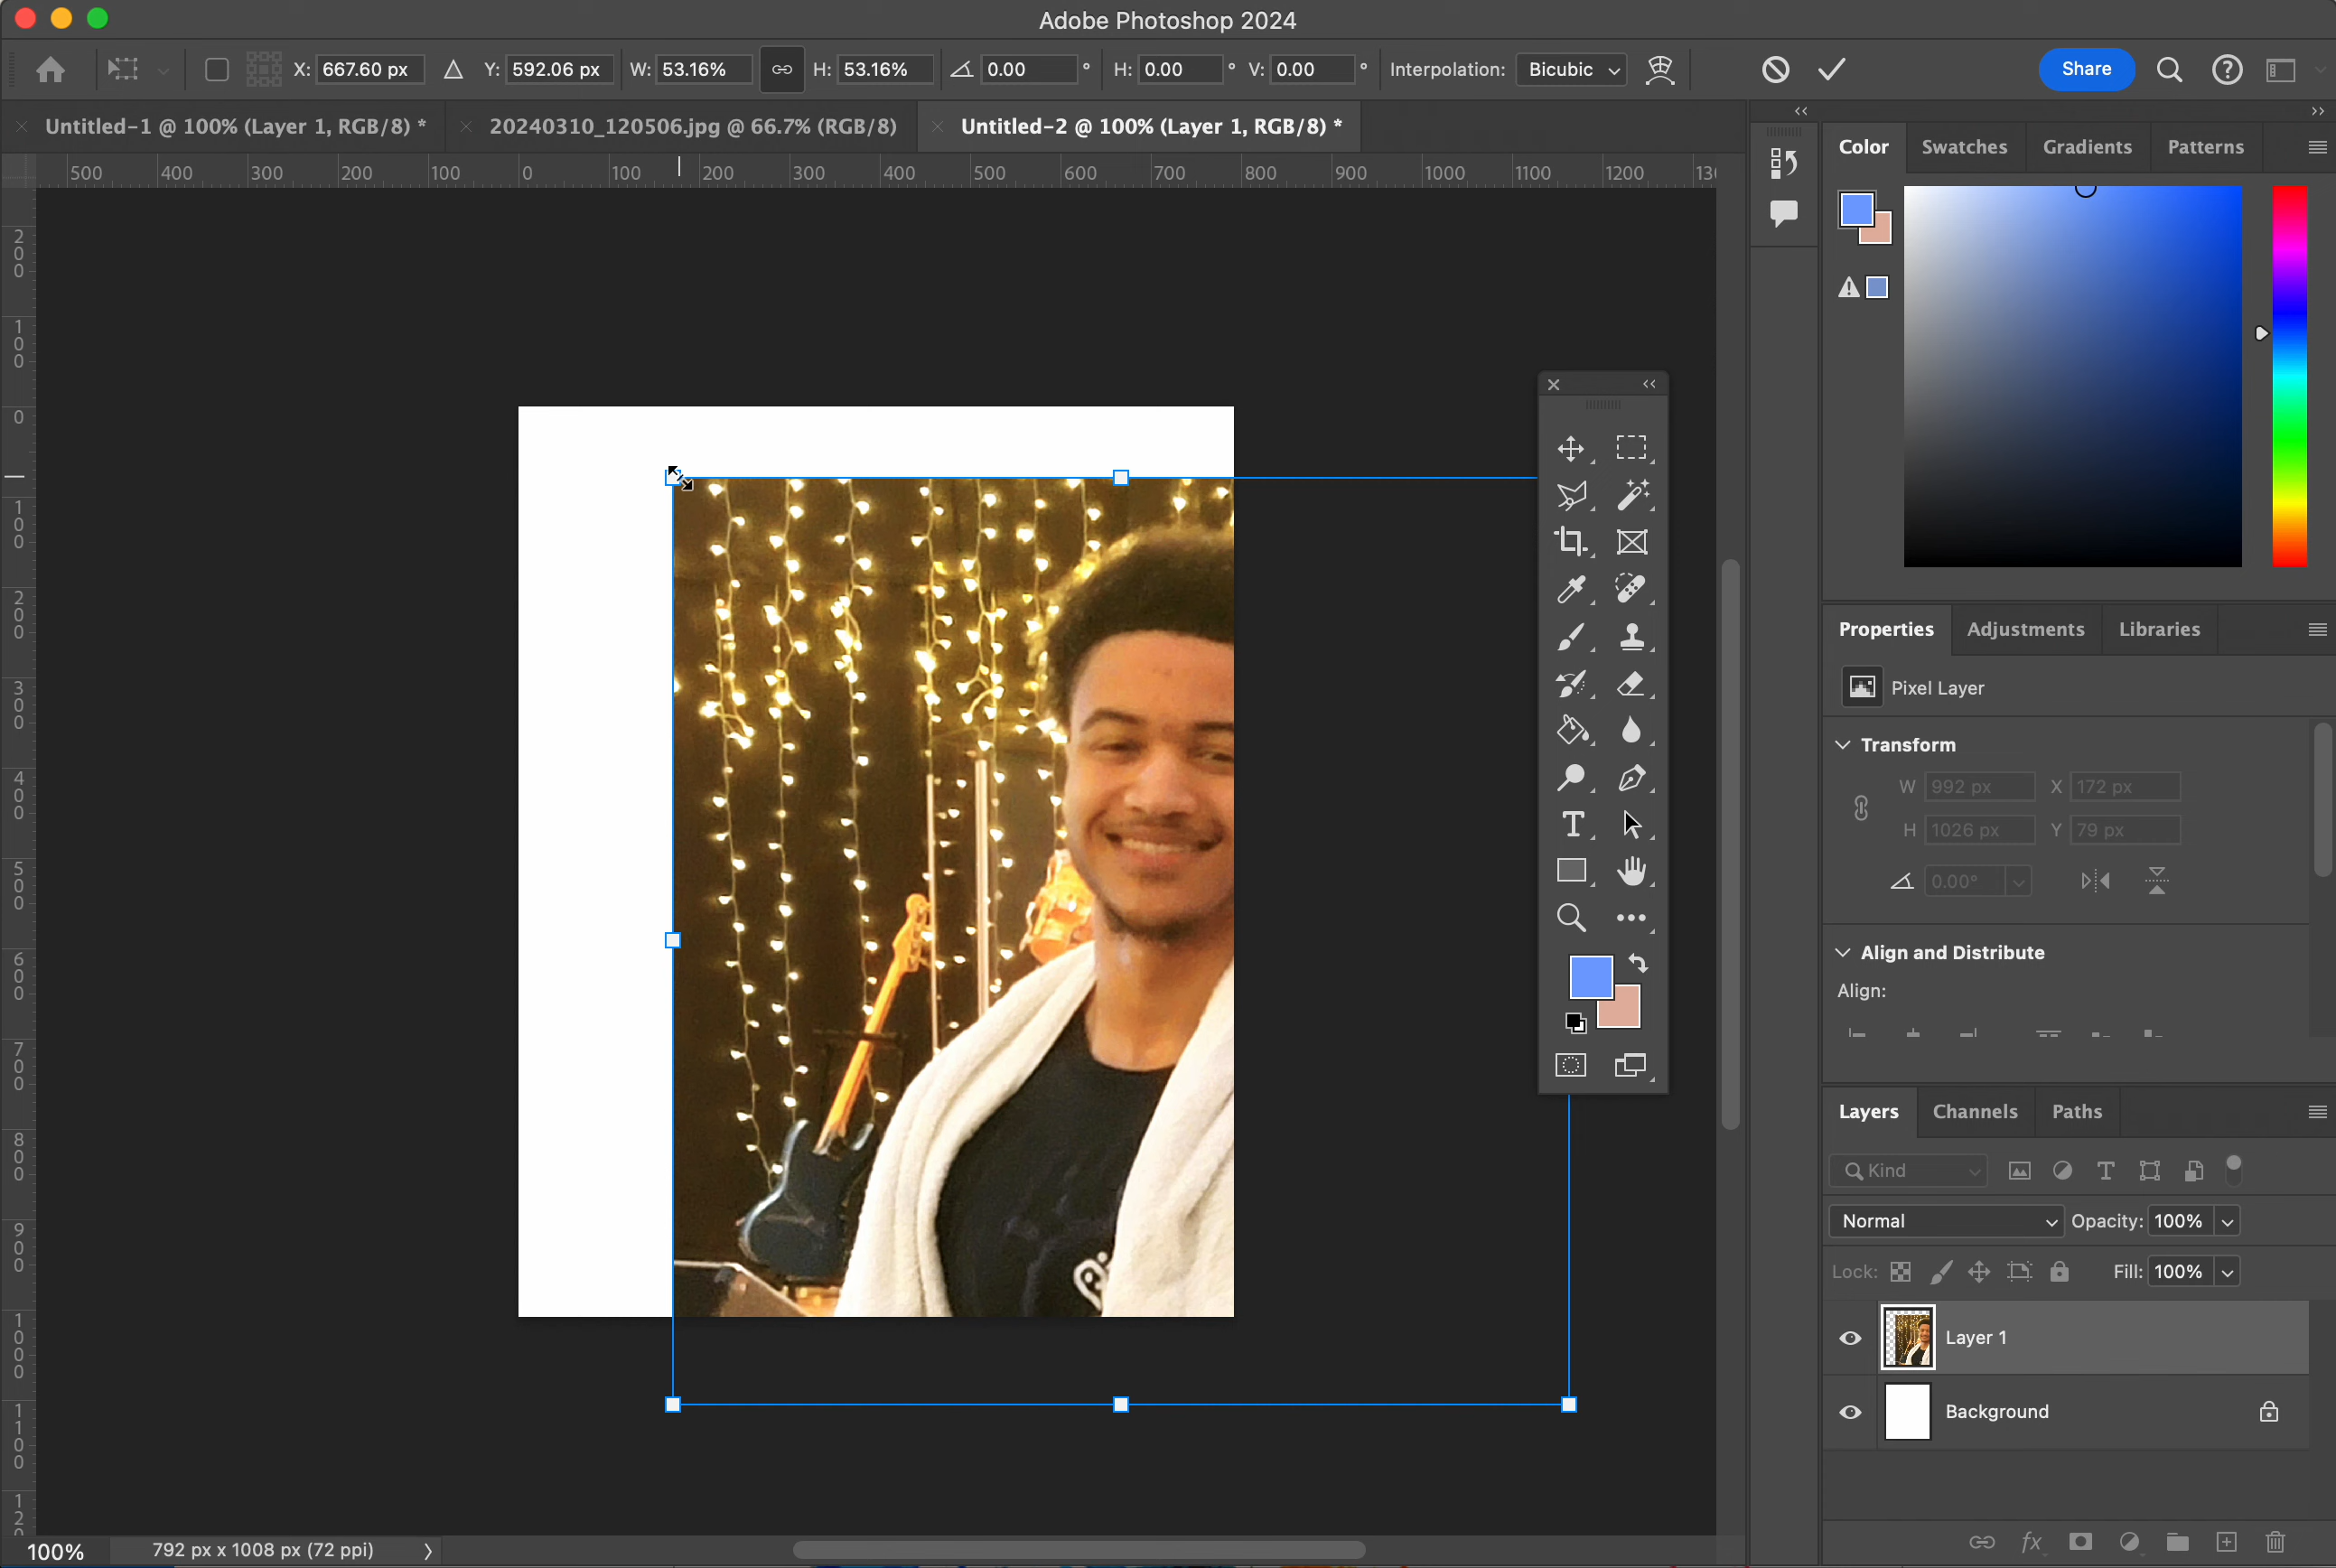 Adobe Photoshop 2024
X: 667.60 px Y: 592.06 px W: 53.16% H: 53.16% 0.00 ° H: 0.00 ° V: 0.00 ° Interpolation: Bicubic Share
Untitled-1 @ 100% (Layer 1, RGB/8) * 20240310_120506.jpg @ 66.7% (RGB/8) Untitled-2 @ 100% (Layer 1, RGB/8) *
500 400 300 200 100 0 100 200 300 400 500 600 700 800 900 1000 1100 1200
200
100
0
100
200
300
400
500
600
700
800
900
1000
1100
Color Swatches Gradients Patterns
Properties Adjustments Libraries
Pixel Layer
Transform
W 992 px X 172 px
H 1026 px Y 79 px
0.00°
Align and Distribute
Align:
Layers Channels Paths
Kind
Normal Opacity: 100%
Lock: Fill: 100%
Layer 1
Background
100% 792 px x 1008 px (72 ppi)